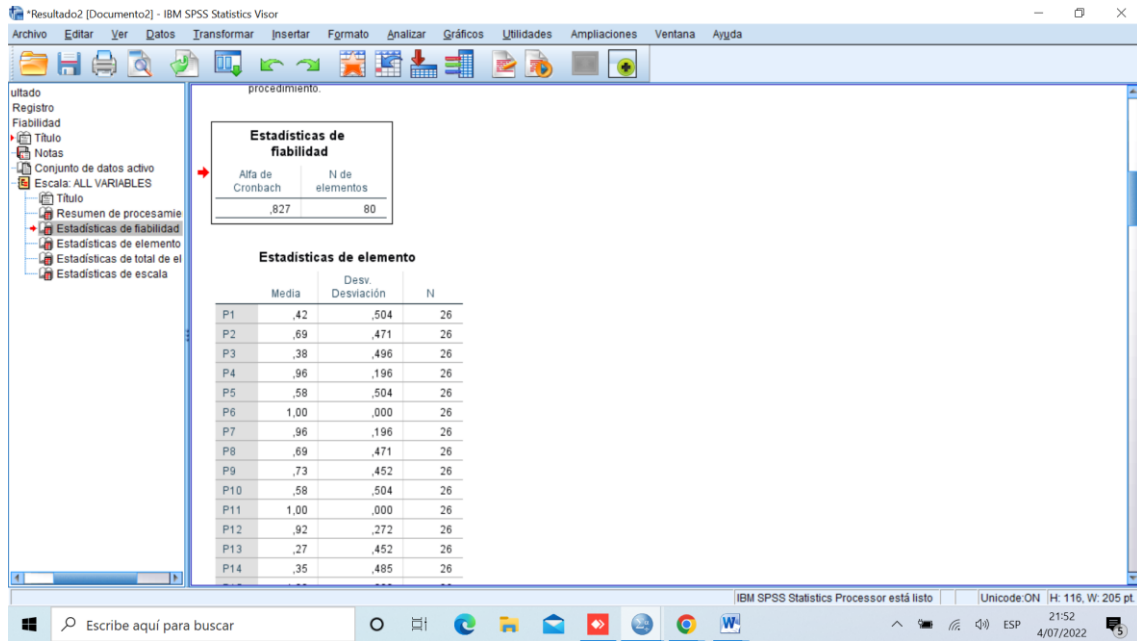 *Resultado2 [Documento2] - IBM SPSS Statistics Visor
Archivo Editar Ver Datos Transformar Insertar Formato Analizar Gráficos Utilidades Ampliaciones Ventana Ayuda
ultado
Registro
Fiabilidad
Título
Notas
Conjunto de datos activo
Escala: ALL VARIABLES
Título
Resumen de procesamie
Estadísticas de fiabilidad
Estadísticas de elemento
Estadísticas de total de el
Estadísticas de escala
procedimiento.
Estadísticas de
fiabilidad
Alfa de Cronbach N de elementos
,827 80
Estadísticas de elemento
Media Desv. Desviación N
P1 ,42 ,504 26
P2 ,69 ,471 26
P3 ,38 ,496 26
P4 ,96 ,196 26
P5 ,58 ,504 26
P6 1,00 ,000 26
P7 ,96 ,196 26
P8 ,69 ,471 26
P9 ,73 ,452 26
P10 ,58 ,504 26
P11 1,00 ,000 26
P12 ,92 ,272 26
P13 ,27 ,452 26
P14 ,35 ,485 26
IBM SPSS Statistics Processor está listo Unicode:ON H: 116, W: 205 pt.
Escribe aquí para buscar
ESP
21:52
4/07/2022
5